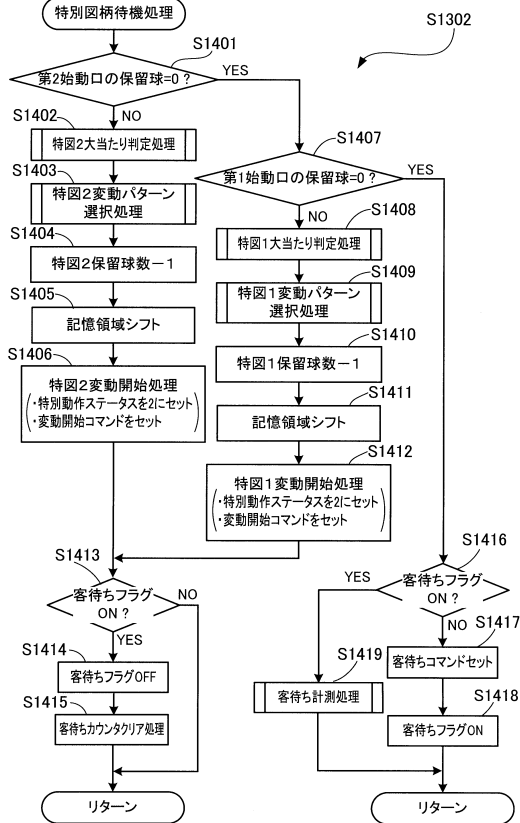 特別図柄待機処理
S1302
S1401
第2始動口の保留球=0?
YES
NO
S1402
特図2大当たり判定処理
S1403
特図2変動パターン
選択処理
S1404
特図2保留球数-1
S1405
記憶領域シフト
S1406
特図2変動開始処理
・特別動作ステータスを2にセット
・変動開始コマンドをセット
S1407
第1始動口の保留球=0?
YES
NO
S1408
特図1大当たり判定処理
S1409
特図1変動パターン
選択処理
S1410
特図1保留球数-1
S1411
記憶領域シフト
S1412
特図1変動開始処理
・特別動作ステータスを2にセット
・変動開始コマンドをセット
S1413
客待ちフラグ
ON?
NO
YES
S1414
客待ちフラグOFF
S1415
客待ちカウンタクリア処理
リターン
S1416
客待ちフラグ
ON?
YES
NO
S1417
客待ちコマンドセット
S1418
客待ちフラグON
S1419
客待ち計測処理
リターン